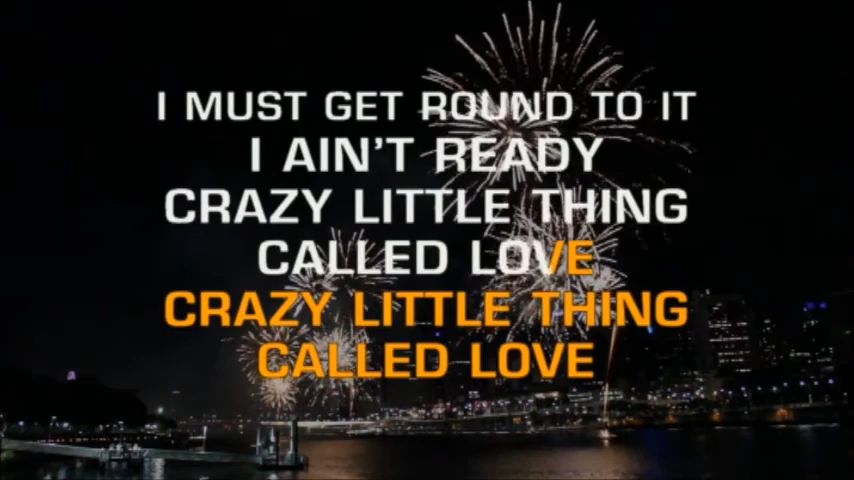 I MUST GET ROUND TO IT
I AIN'T READY
CRAZY LITTLE THING
CALLED LOVE
CRAZY LITTLE THING
CALLED LOVE